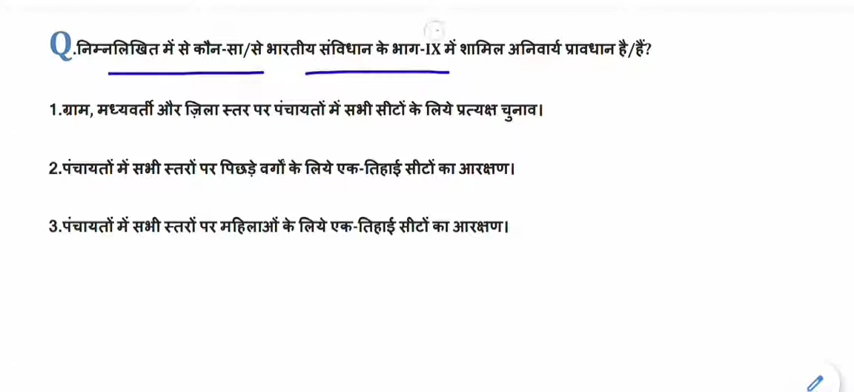 Q.निम्नलिखित में से कौन-सा/से भारतीय संविधान के भाग-IX में शामिल अनिवार्य प्रावधान है/हैं?
1.ग्राम, मध्यवर्ती और ज़िला स्तर पर पंचायतों में सभी सीटों के लिये प्रत्यक्ष चुनाव।
2.पंचायतों में सभी स्तरों पर पिछड़े वर्गों के लिये एक-तिहाई सीटों का आरक्षण।
3.पंचायतों में सभी स्तरों पर महिलाओं के लिये एक-तिहाई सीटों का आरक्षण।